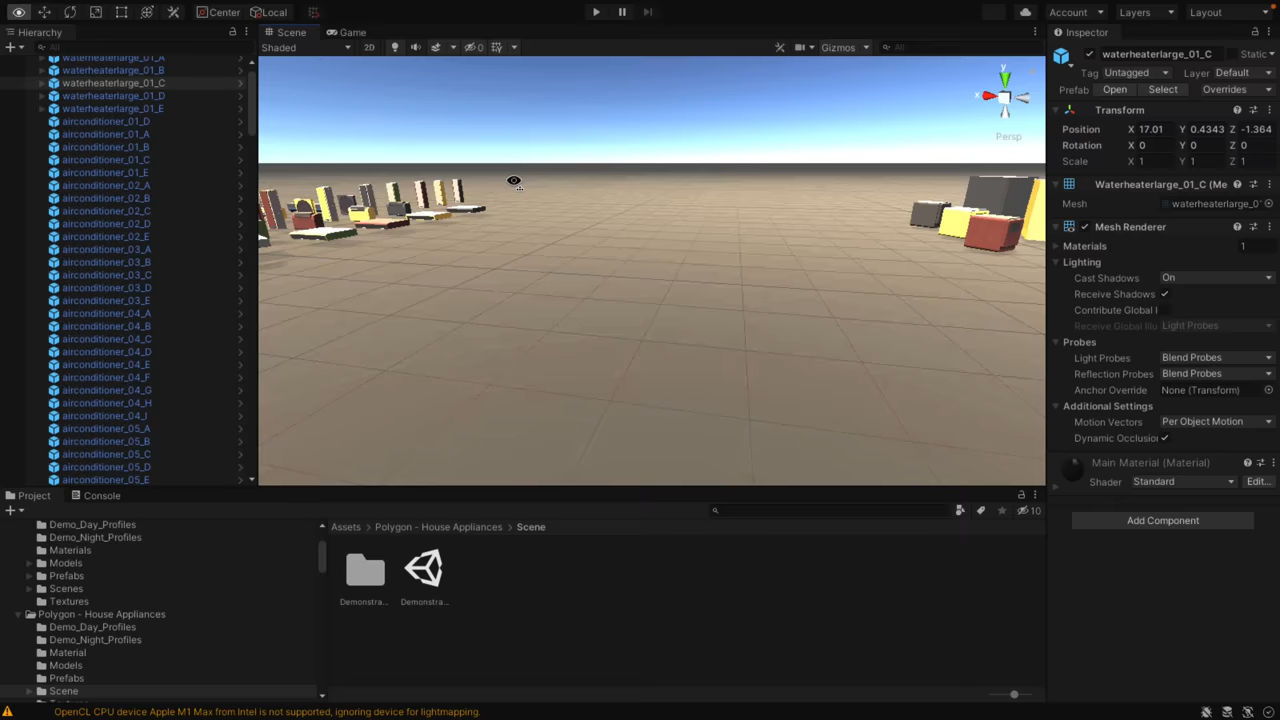 Center
Local
Account
Layers
Layout
Hierarchy
Scene
Game
Inspector
All
Shaded
2D
0
Gizmos
All
waterheaterlarge_01_C
Static
Tag Untagged
Layer Default
Prefab
Open
Select
Overrides
waterheaterlarge_01_A
waterheaterlarge_01_B
waterheaterlarge_01_C
waterheaterlarge_01_D
waterheaterlarge_01_E
airconditioner_01_D
airconditioner_01_A
airconditioner_01_B
airconditioner_01_C
airconditioner_01_E
airconditioner_02_A
airconditioner_02_B
airconditioner_02_C
airconditioner_02_D
airconditioner_02_E
airconditioner_03_A
airconditioner_03_B
airconditioner_03_C
airconditioner_03_D
airconditioner_03_E
airconditioner_04_A
airconditioner_04_B
airconditioner_04_C
airconditioner_04_D
airconditioner_04_E
airconditioner_04_F
airconditioner_04_G
airconditioner_04_H
airconditioner_04_I
airconditioner_05_A
airconditioner_05_B
airconditioner_05_C
airconditioner_05_D
airconditioner_05_E
y
x
Persp
Transform
Position X 17.01 Y 0.4343 Z -1.364
Rotation X 0 Y 0 Z 0
Scale X 1 Y 1 Z 1
Waterheaterlarge_01_C (Me
Mesh waterheaterlarge_0
Mesh Renderer
Materials 1
Lighting
Cast Shadows On
Receive Shadows
Contribute Global I
Receive Global Illu Light Probes
Probes
Light Probes Blend Probes
Reflection Probes Blend Probes
Anchor Override None (Transform)
Additional Settings
Motion Vectors Per Object Motion
Dynamic Occlusion
Main Material (Material)
Shader Standard Edit...
Add Component
Project
Console
10
Demo_Day_Profiles
Demo_Night_Profiles
Materials
Models
Prefabs
Scenes
Textures
Polygon - House Appliances
Demo_Day_Profiles
Demo_Night_Profiles
Material
Models
Prefabs
Scene
Assets
Polygon - House Appliances
Scene
Demonstra...
Demonstra...
OpenCL CPU device Apple M1 Max from Intel is not supported, ignoring device for lightmapping.